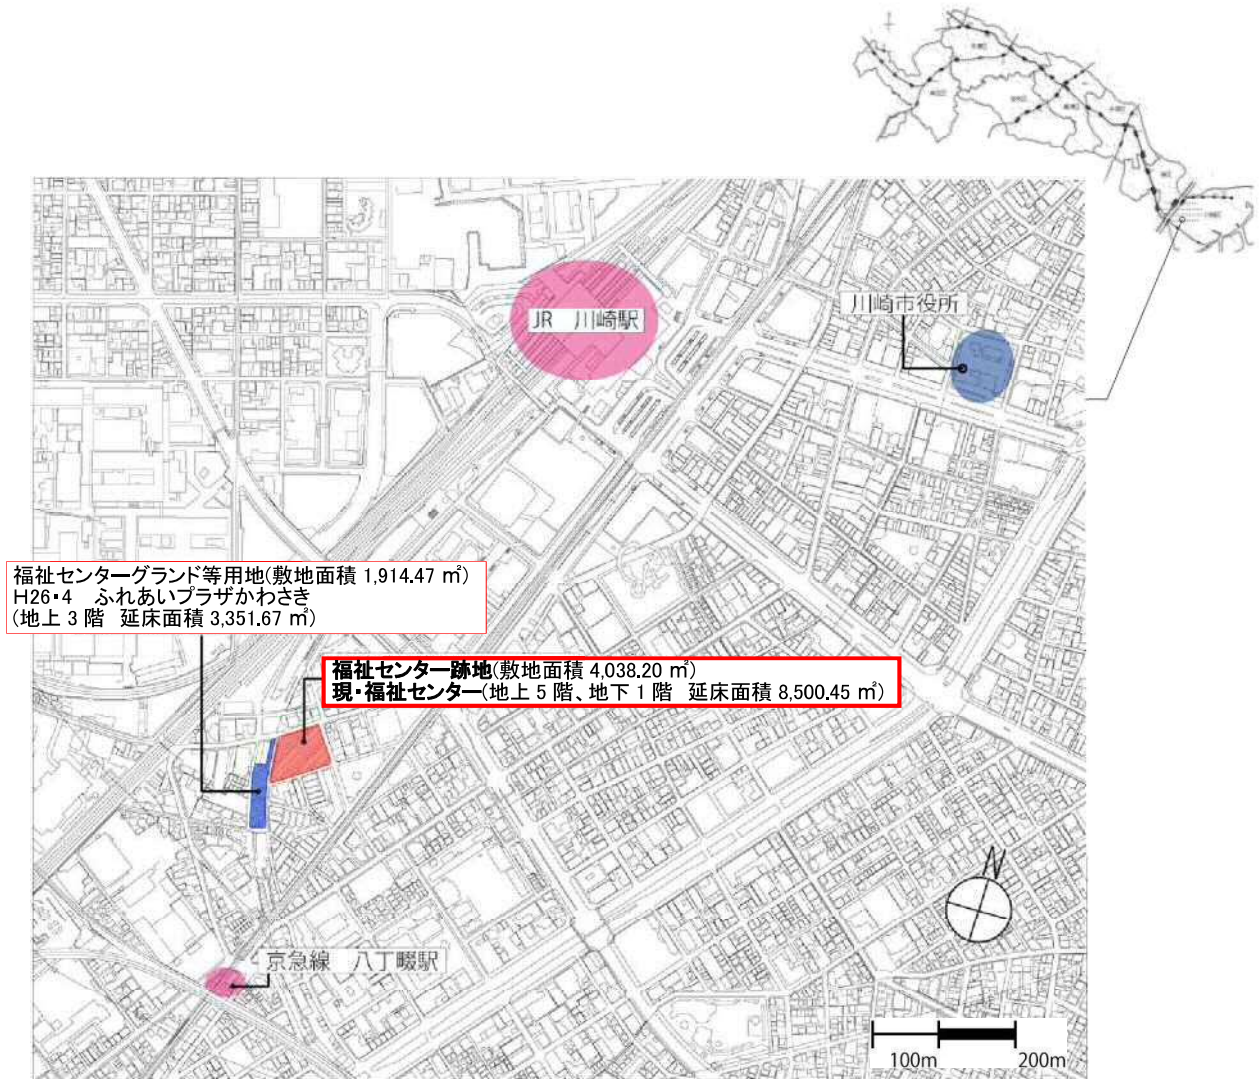 JR 川崎駅
川崎市役所
福祉センターグランド等用地(敷地面積 1,914.47 ㎡)
H26・4 ふれあいプラザかわさき
(地上 3 階 延床面積 3,351.67 ㎡)
福祉センター跡地(敷地面積 4,038.20 ㎡)
現・福祉センター(地上 5 階、地下 1 階 延床面積 8,500.45 ㎡)
N
京急線 八丁畷駅
100m 200m